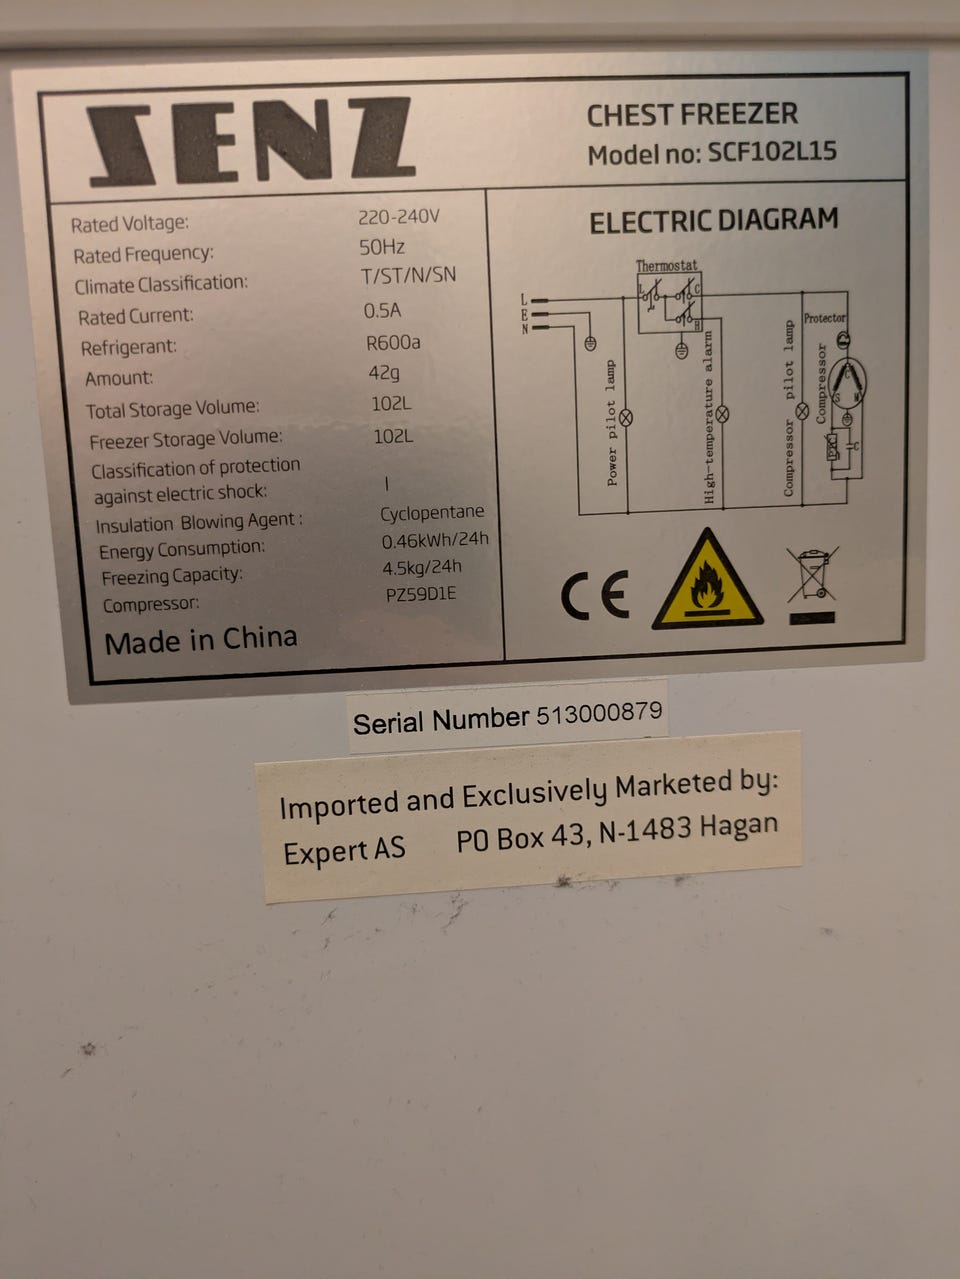 SENZ
CHEST FREEZER
Model no: SCF102L15
Rated Voltage: 220-240V
Rated Frequency: 50Hz
Climate Classification: T/ST/N/SN
Rated Current: 0.5A
Refrigerant: R600a
Amount: 42g
Total Storage Volume: 102L
Freezer Storage Volume: 102L
Classification of protection
against electric shock: I
Insulation Blowing Agent : Cyclopentane
Energy Consumption: 0.46kWh/24h
Freezing Capacity: 4.5kg/24h
Compressor: PZ59D1E
Made in China
ELECTRIC DIAGRAM
Thermostat
L
E
N
L
C
H
Power pilot lamp
High-temperature alarm
Compressor pilot lamp
Compressor
Protector
C
S
M
PTC
C
CE
Serial Number 513000879
Imported and Exclusively Marketed by:
Expert AS PO Box 43, N-1483 Hagan